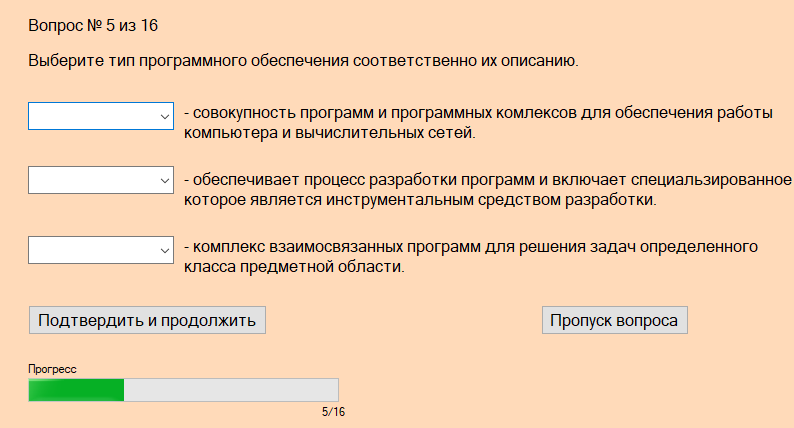 Вопрос № 5 из 16
Выберите тип программного обеспечения соответственно их описанию.
- совокупность программ и программных комлексов для обеспечения работы
компьютера и вычислительных сетей.
- обеспечивает процесс разработки программ и включает специальзированное
которое является инструментальным средством разработки.
- комплекс взаимосвязанных программ для решения задач определенного
класса предметной области.
Подтвердить и продолжить
Пропуск вопроса
Прогресс
5/16